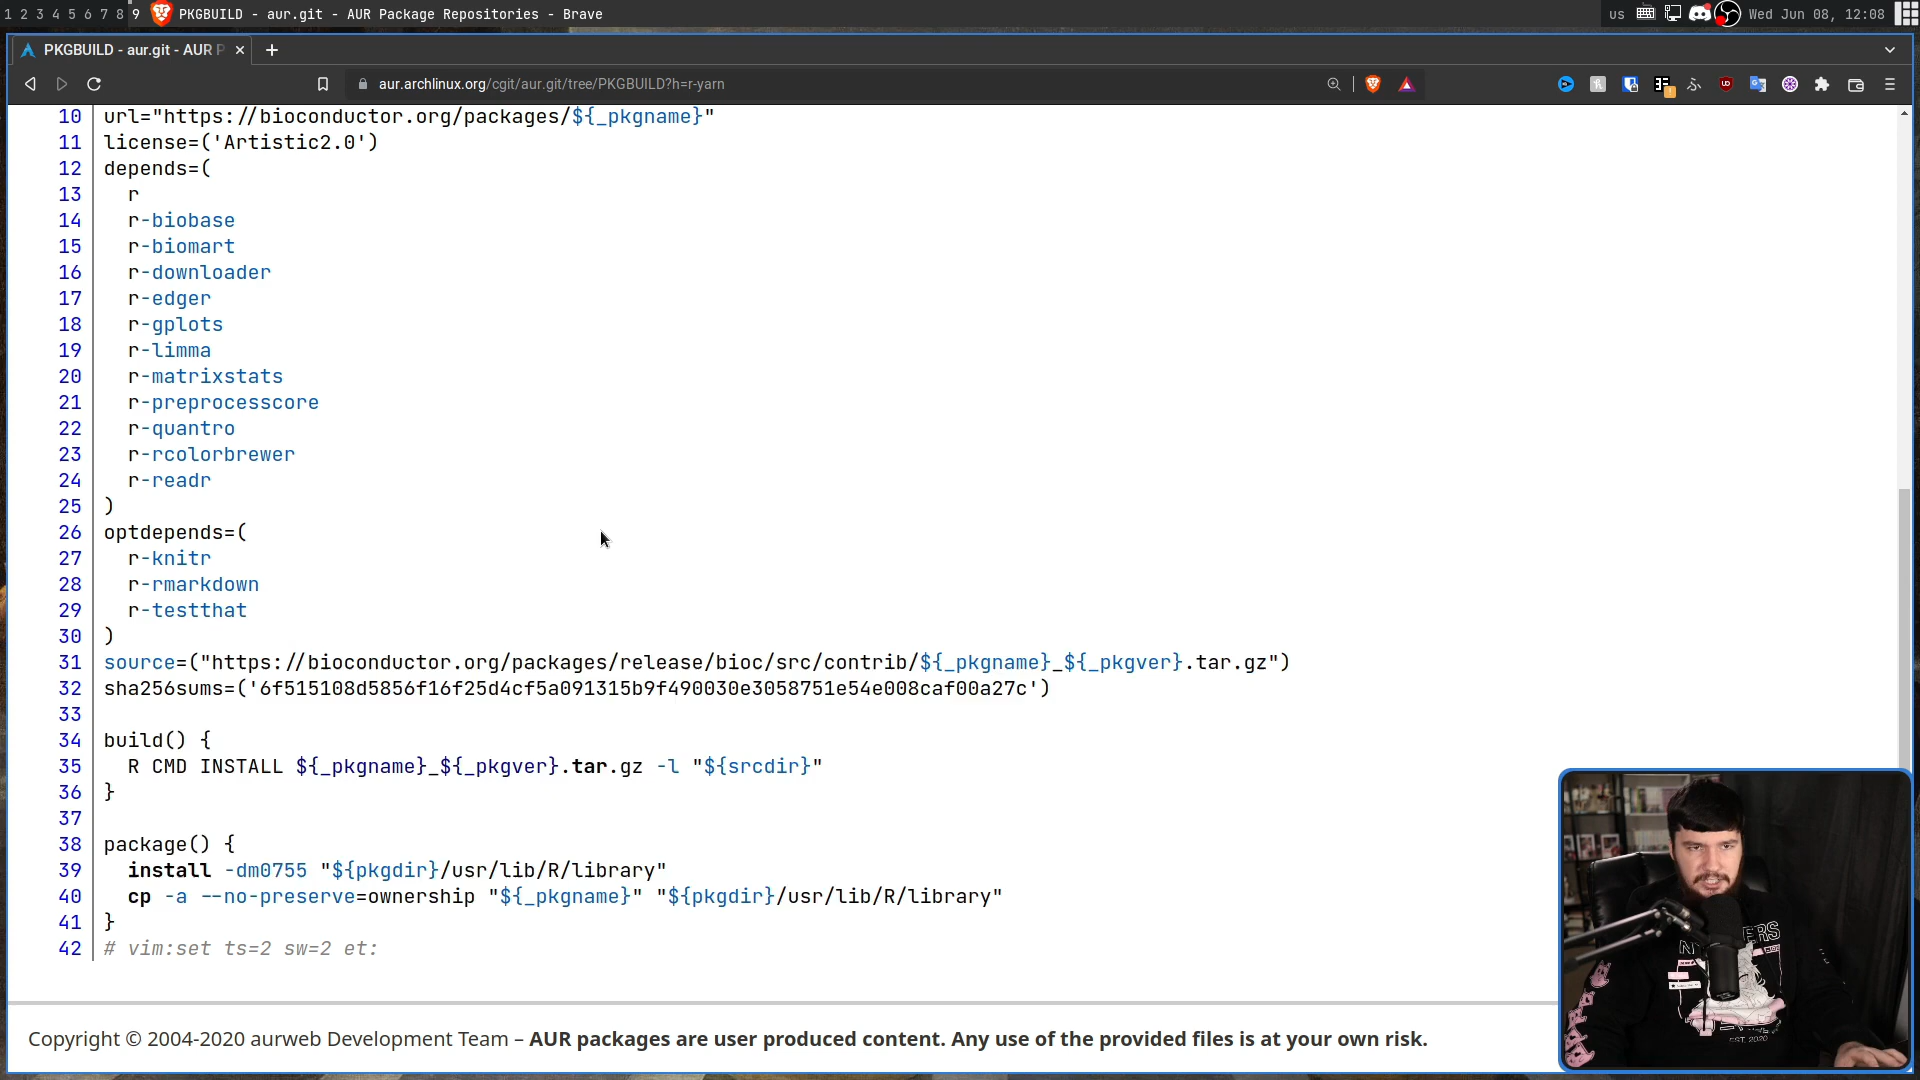 1 2 3 4 5 6 7 8 9 PKGBUILD - aur.git - AUR Package Repositories - Brave
us Wed Jun 08, 12:08
PKGBUILD - aur.git - AUR P
aur.archlinux.org/cgit/aur.git/tree/PKGBUILD?h=r-yarn
10 url="https://bioconductor.org/packages/${_pkgname}"
11 license=('Artistic2.0')
12 depends=(
13 r
14 r-biobase
15 r-biomart
16 r-downloader
17 r-edger
18 r-gplots
19 r-limma
20 r-matrixstats
21 r-preprocesscore
22 r-quantro
23 r-rcolorbrewer
24 r-readr
25 )
26 optdepends=(
27 r-knitr
28 r-rmarkdown
29 r-testthat
30 )
31 source=("https://bioconductor.org/packages/release/bioc/src/contrib/${_pkgname}_${_pkgver}.tar.gz")
32 sha256sums=('6f515108d5856f16f25d4cf5a091315b9f490030e3058751e54e008caf00a27c')
33
34 build() {
35 R CMD INSTALL ${_pkgname}_${_pkgver}.tar.gz -l "${srcdir}"
36 }
37
38 package() {
39 install -dm0755 "${pkgdir}/usr/lib/R/library"
40 cp -a --no-preserve=ownership "${_pkgname}" "${pkgdir}/usr/lib/R/library"
41 }
42 # vim:set ts=2 sw=2 et:
Copyright © 2004-2020 aurweb Development Team – AUR packages are user produced content. Any use of the provided files is at your own risk.
EST. 2020